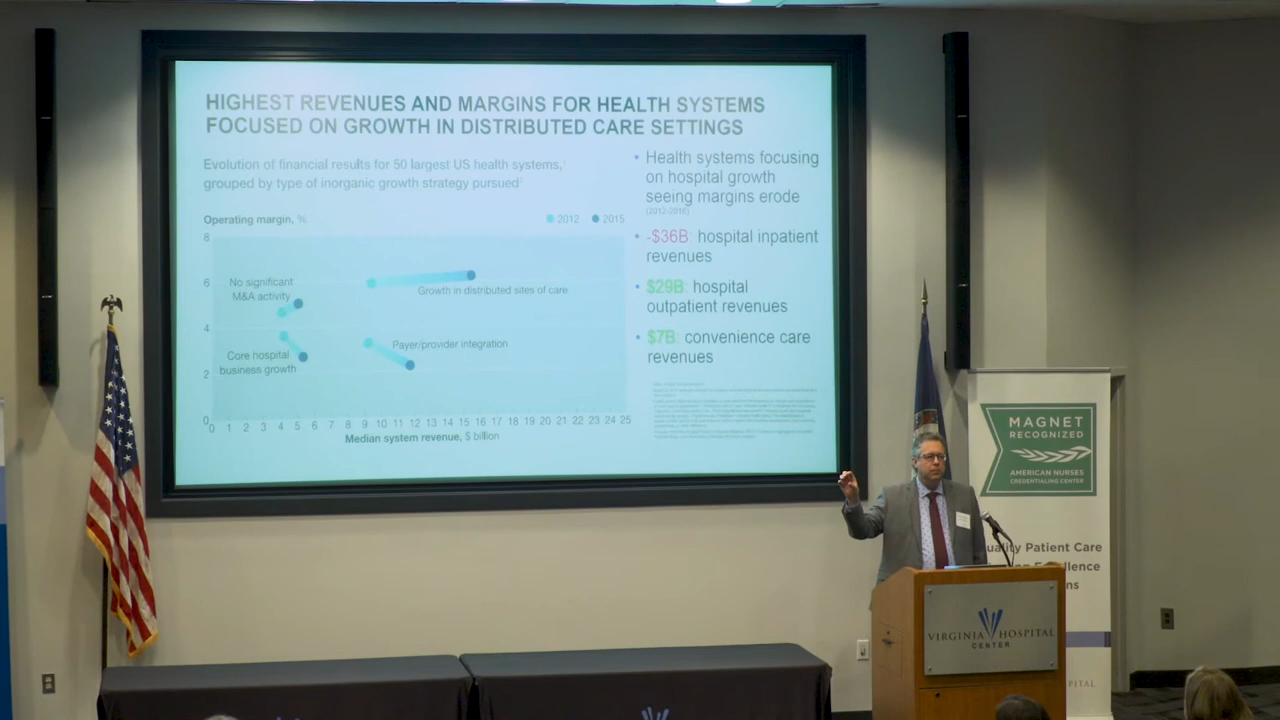 HIGHEST REVENUES AND MARGINS FOR HEALTH SYSTEMS
FOCUSED ON GROWTH IN DISTRIBUTED CARE SETTINGS
Evolution of financial results for 50 largest US health systems,¹
grouped by type of inorganic growth strategy pursued²
Operating margin, %
2012
2015
8
6
4
2
0
No significant
M&A activity
Growth in distributed sites of care
Core hospital
business growth
Payer/provider integration
0 1 2 3 4 5 6 7 8 9 10 11 12 13 14 15 16 17 18 19 20 21 22 23 24 25
Median system revenue, $ billion
• Health systems focusing
on hospital growth
seeing margins erode
(2012-2016)
• -$36B: hospital inpatient
revenues
• $29B: hospital
outpatient revenues
• $7B: convenience care
revenues
MAGNET
RECOGNIZED
AMERICAN NURSES
CREDENTIALING CENTER
uality Patient Care
VIRGINIA HOSPITAL
CENTER
PITAL